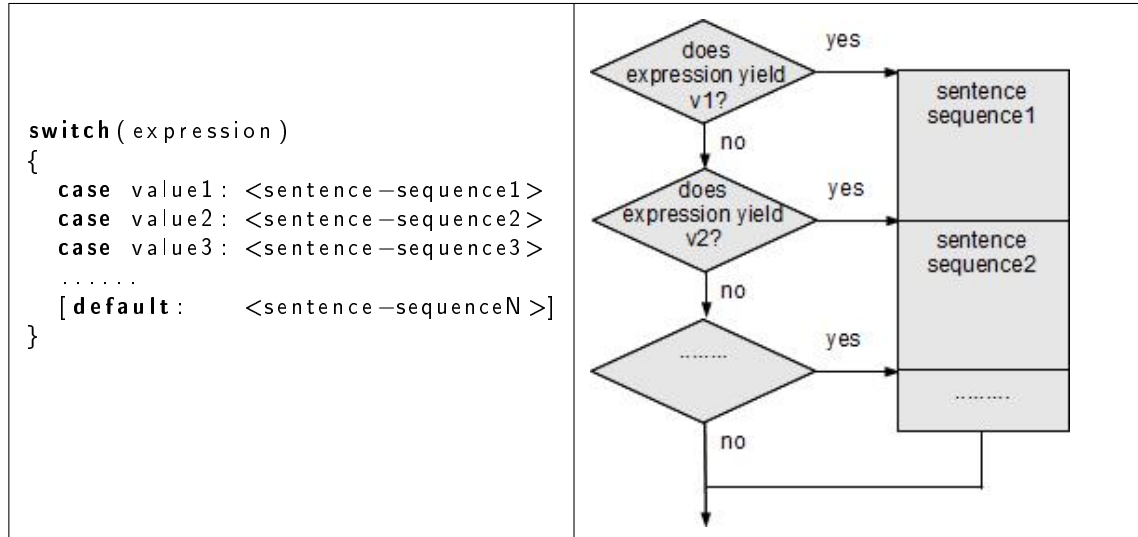 switch(expression)
{
case value1: <sentence-sequence1>
case value2: <sentence-sequence2>
case value3: <sentence-sequence3>
......
[default: <sentence-sequenceN>]
}
does
expression yield
v1?
yes
sentence
sequence1
no
does
expression yield
v2?
yes
sentence
sequence2
no
........
yes
.........
no